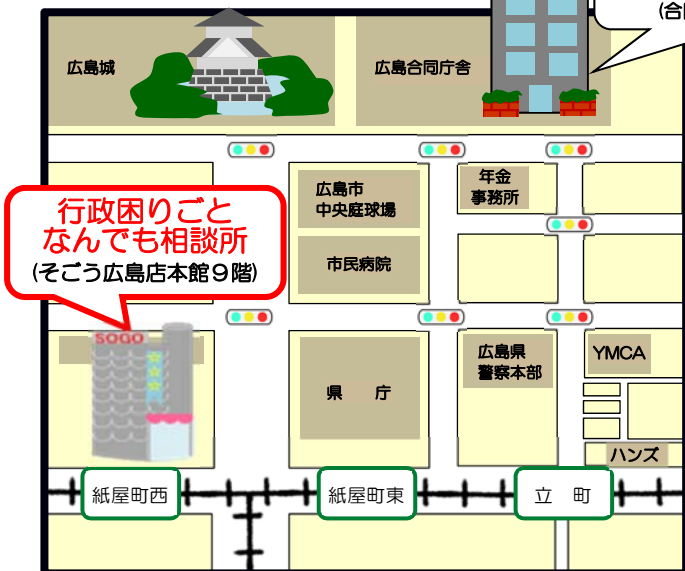 (合同
広島城
広島合同庁舎
広島市
中央庭球場
年金
事務所
行政困りごと
なんでも相談所
(そごう広島店本館9階)
市民病院
SOGO
広島県
警察本部
YMCA
県 庁
ハンズ
紙屋町西
紙屋町東
立 町